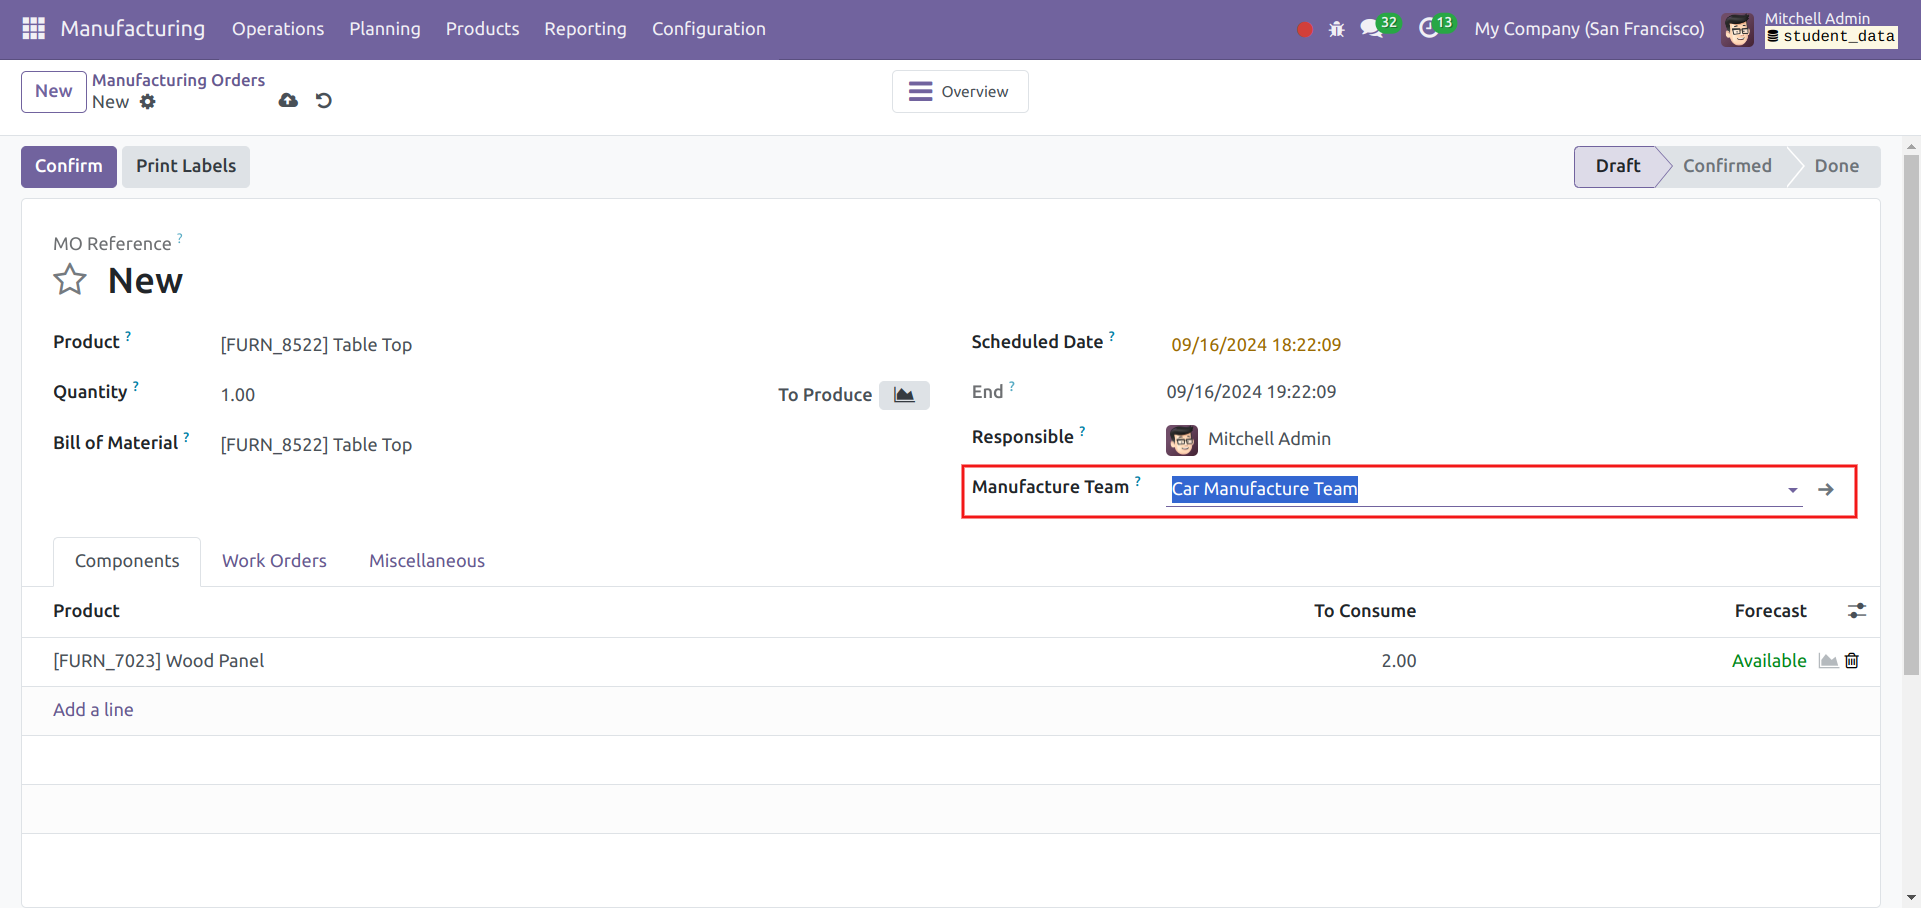 Manufacturing Operations Planning Products Reporting Configuration 32 13 My Company (San Francisco) Mitchell Admin
student_data
New Manufacturing Orders
New
Overview
Confirm Print Labels Draft Confirmed Done
MO Reference ?
New
Product ? [FURN_8522] Table Top
Quantity ? 1.00 To Produce
Bill of Material ? [FURN_8522] Table Top
Scheduled Date ? 09/16/2024 18:22:09
End ? 09/16/2024 19:22:09
Responsible ? Mitchell Admin
Manufacture Team ? Car Manufacture Team
Components Work Orders Miscellaneous
Product To Consume Forecast
[FURN_7023] Wood Panel 2.00 Available
Add a line